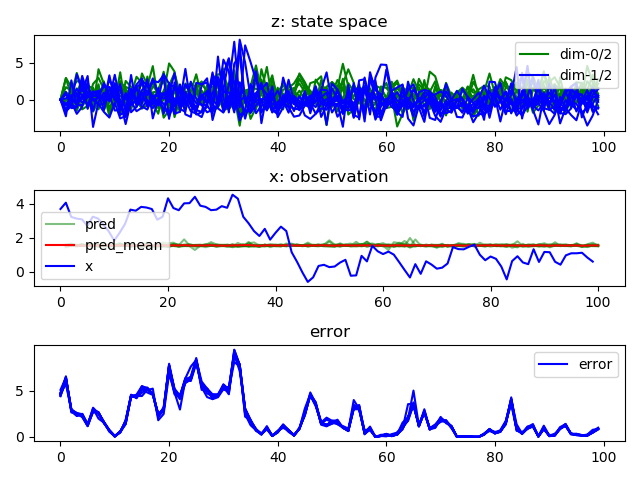 z: state space
5
0
dim-0/2
dim-1/2
0 20 40 60 80 100
x: observation
4
2
0
pred
pred_mean
x
0 20 40 60 80 100
error
5
0
error
0 20 40 60 80 100